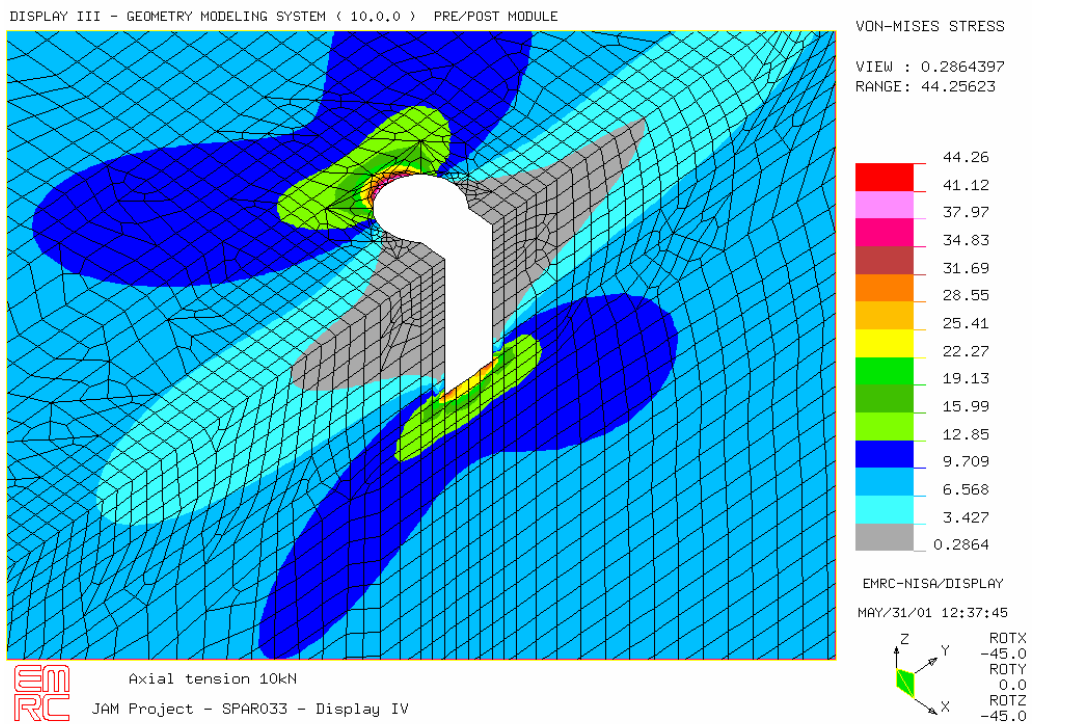 DISPLAY III - GEOMETRY MODELING SYSTEM ( 10.0.0 ) PRE/POST MODULE
VON-MISES STRESS
VIEW : 0.2864397
RANGE: 44.25623
44.26
41.12
37.97
34.83
31.69
28.55
25.41
22.27
19.13
15.99
12.85
9.709
6.568
3.427
0.2864
EMRC-NISA/DISPLAY
MAY/31/01 12:37:45
Z
Y
X
ROTX
-45.0
ROTY
0.0
ROTZ
-45.0
EM
RC
Axial tension 10kN
JAM Project - SPAR033 - Display IV